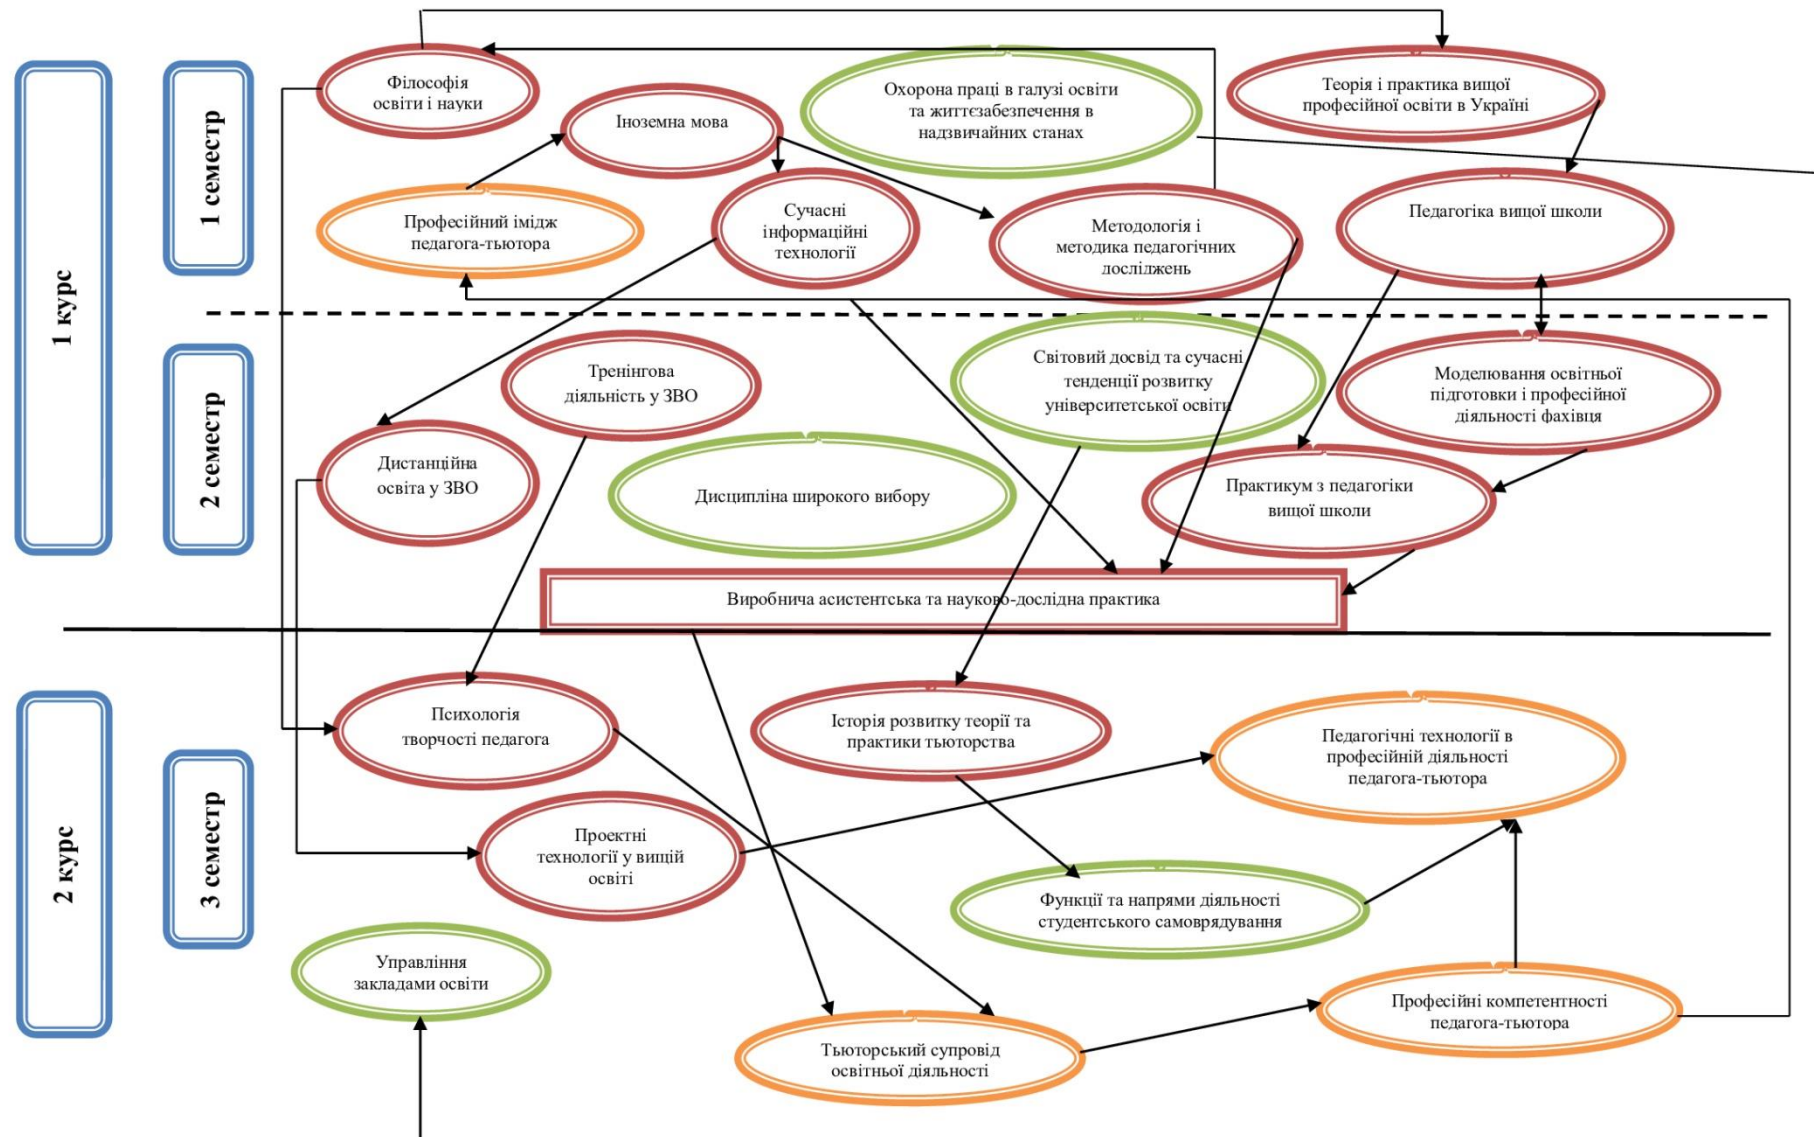 1 курс
1 семестр
Філософія
освіти і науки
Іноземна мова
Охорона праці в галузі освіти
та життєзабезпечення в
надзвичайних станах
Теорія і практика вищої
професійної освіти в Україні
Професійний імідж
педагога-тьютора
Сучасні
інформаційні
технології
Методологія і
методика педагогічних
досліджень
Педагогіка вищої школи
2 семестр
Тренінгова
діяльність у ЗВО
Світовий досвід та сучасні
тенденції розвитку
університетської освіти
Моделювання освітньої
підготовки і професійної
діяльності фахівця
Дистанційна
освіта у ЗВО
Дисципліна широкого вибору
Практикум з педагогіки
вищої школи
Виробнича асистентська та науково-дослідна практика
2 курс
3 семестр
Психологія
творчості педагога
Історія розвитку теорії та
практики тьюторства
Педагогічні технології в
професійній діяльності
педагога-тьютора
Проектні
технології у вищій
освіті
Функції та напрями діяльності
студентського самоврядування
Управління
закладами освіти
Тьюторський супровід
освітньої діяльності
Професійні компетентності
педагога-тьютора